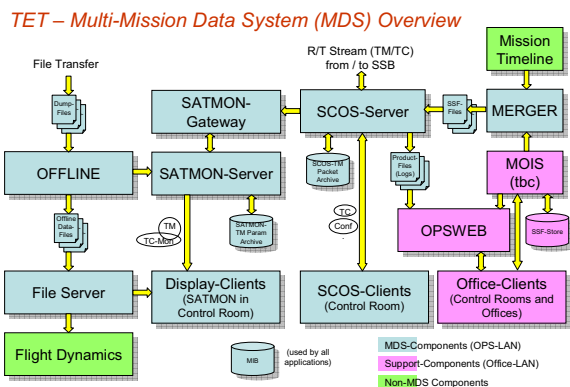 TET – Multi-Mission Data System (MDS) Overview
File Transfer
R/T Stream (TM/TC)
from / to SSB
Mission
Timeline
Dump-
Files
SATMON-
Gateway
SCOS-Server
SSF-
Files
MERGER
OFFLINE
SATMON-Server
SCOS-TM
Packet
Archive
Product-
Files
(Logs)
MOIS
(tbc)
Offline
Data-
Files
TM
TC-Mon
SATMON-
TM Param
Archive
TC
Conf
.
OPSWEB
SSF-Store
File Server
Display-Clients
(SATMON in
Control Room)
SCOS-Clients
(Control Room)
Office-Clients
(Control Rooms and
Offices)
Flight Dynamics
MIB
(used by all
applications)
MDS-Components (OPS-LAN)
Support-Components (Office-LAN)
Non-MDS Components